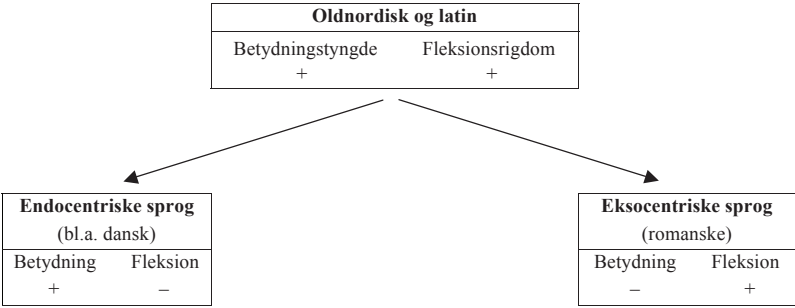 Oldnordisk og latin
Betydningstyngde Fleksionsrigdom
+ +
Endocentriske sprog
(bl.a. dansk)
Betydning Fleksion
+ –
Eksocentriske sprog
(romanske)
Betydning Fleksion
– +